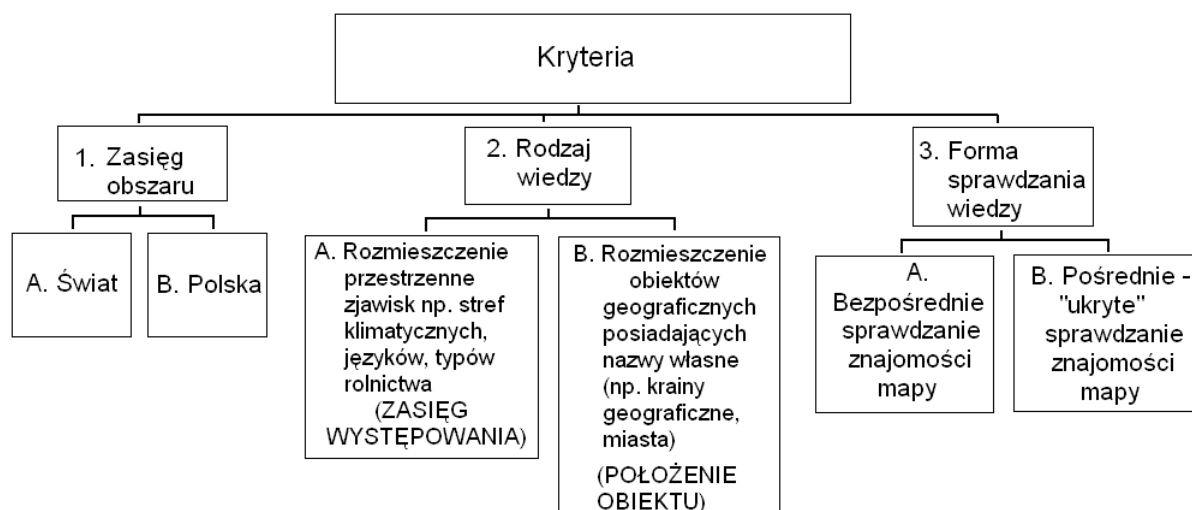 Kryteria
1. Zasięg
obszaru
A. Świat
B. Polska
2. Rodzaj
wiedzy
A. Rozmieszczenie
przestrzenne
zjawisk np. stref
klimatycznych,
języków, typów
rolnictwa
(ZASIĘG
WYSTĘPOWANIA)
B. Rozmieszczenie
obiektów
geograficznych
posiadających
nazwy własne
(np. krainy
geograficzne,
miasta)
(POŁOŻENIE
OBIEKTU)
3. Forma
sprawdzania
wiedzy
A.
Bezpośrednie
sprawdzanie
znajomości
mapy
B. Pośrednie -
"ukryte"
sprawdzanie
znajomości
mapy